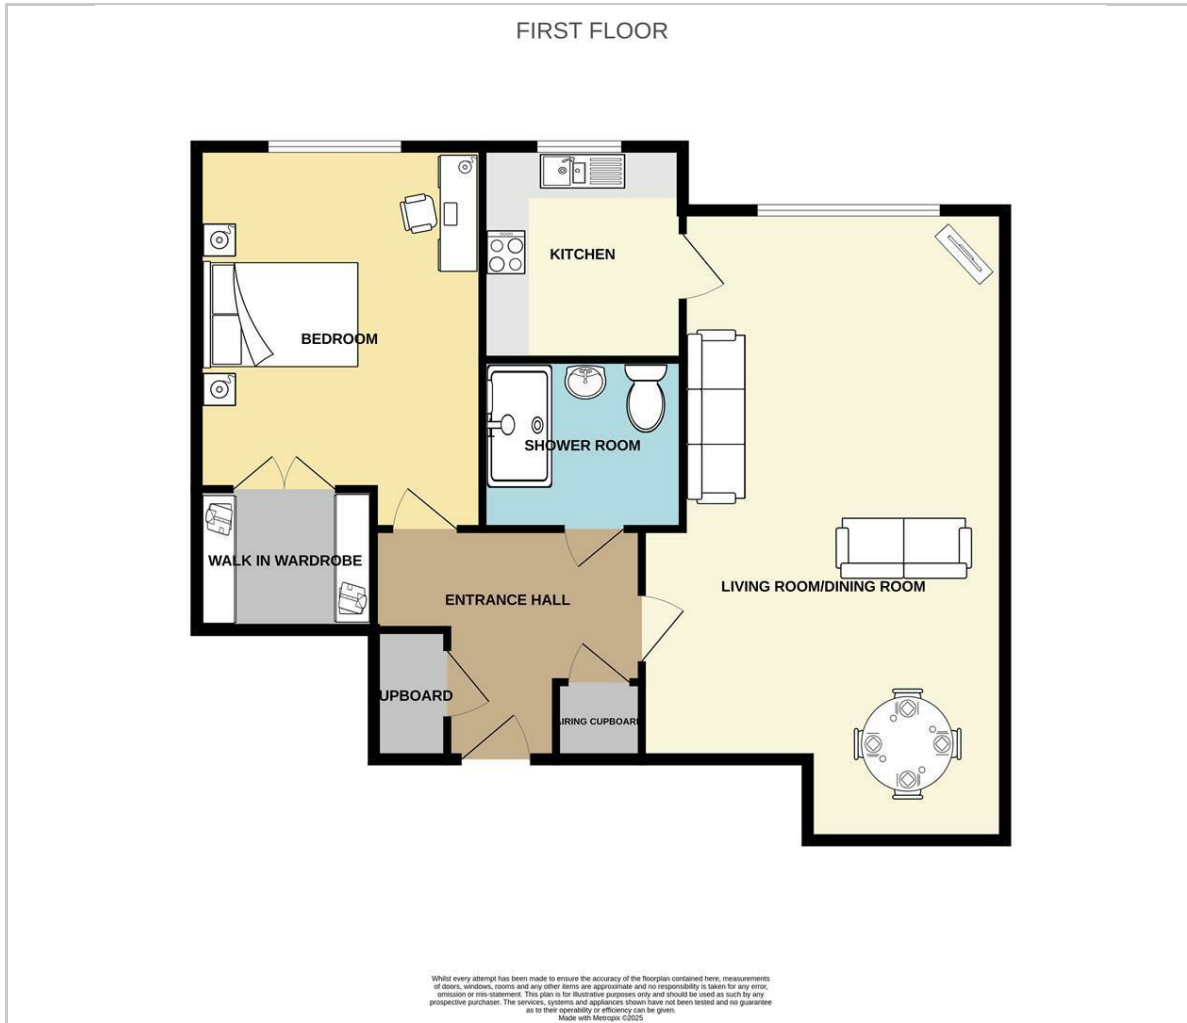 FIRST FLOOR
KITCHEN
BEDROOM
SHOWER ROOM
WALK IN WARDROBE
LIVING ROOM/DINING ROOM
ENTRANCE HALL
UPBOARD
AIRING CUPBOARD
Whilst every attempt has been made to ensure the accuracy of the floorplan contained here, measurements
of doors, windows, rooms and any other items are approximate and no responsibility is taken for any error,
omission or mis-statement. This plan is for illustrative purposes only and should be used as such by any
prospective purchaser. The services, systems and appliances shown have not been tested and no guarantee
as to their operability or efficiency can be given.
Made with Metropix ©2025